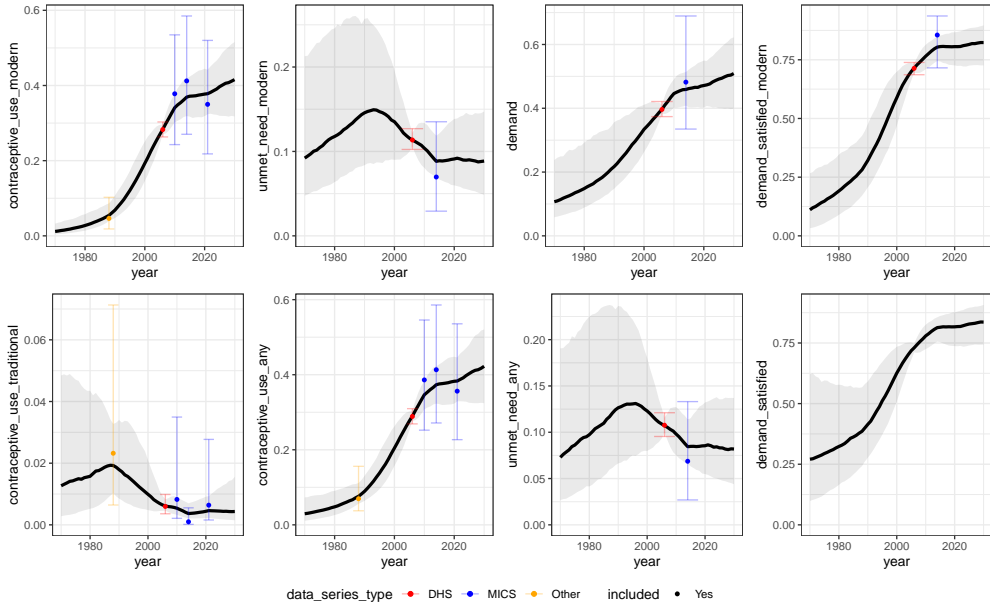 contraceptive_use_modern
0.6
0.4
0.2
0.0
1980 2000 2020
year
unmet_need_modern
0.2
0.1
0.0
1980 2000 2020
year
demand
0.6
0.4
0.2
0.0
1980 2000 2020
year
demand_satisfied_modern
0.75
0.50
0.25
0.00
1980 2000 2020
year
contraceptive_use_traditional
0.06
0.04
0.02
0.00
1980 2000 2020
year
contraceptive_use_any
0.6
0.4
0.2
0.0
1980 2000 2020
year
unmet_need_any
0.20
0.15
0.10
0.05
0.00
1980 2000 2020
year
demand_satisfied
0.75
0.50
0.25
0.00
1980 2000 2020
year
data_series_type DHS MICS Other included Yes